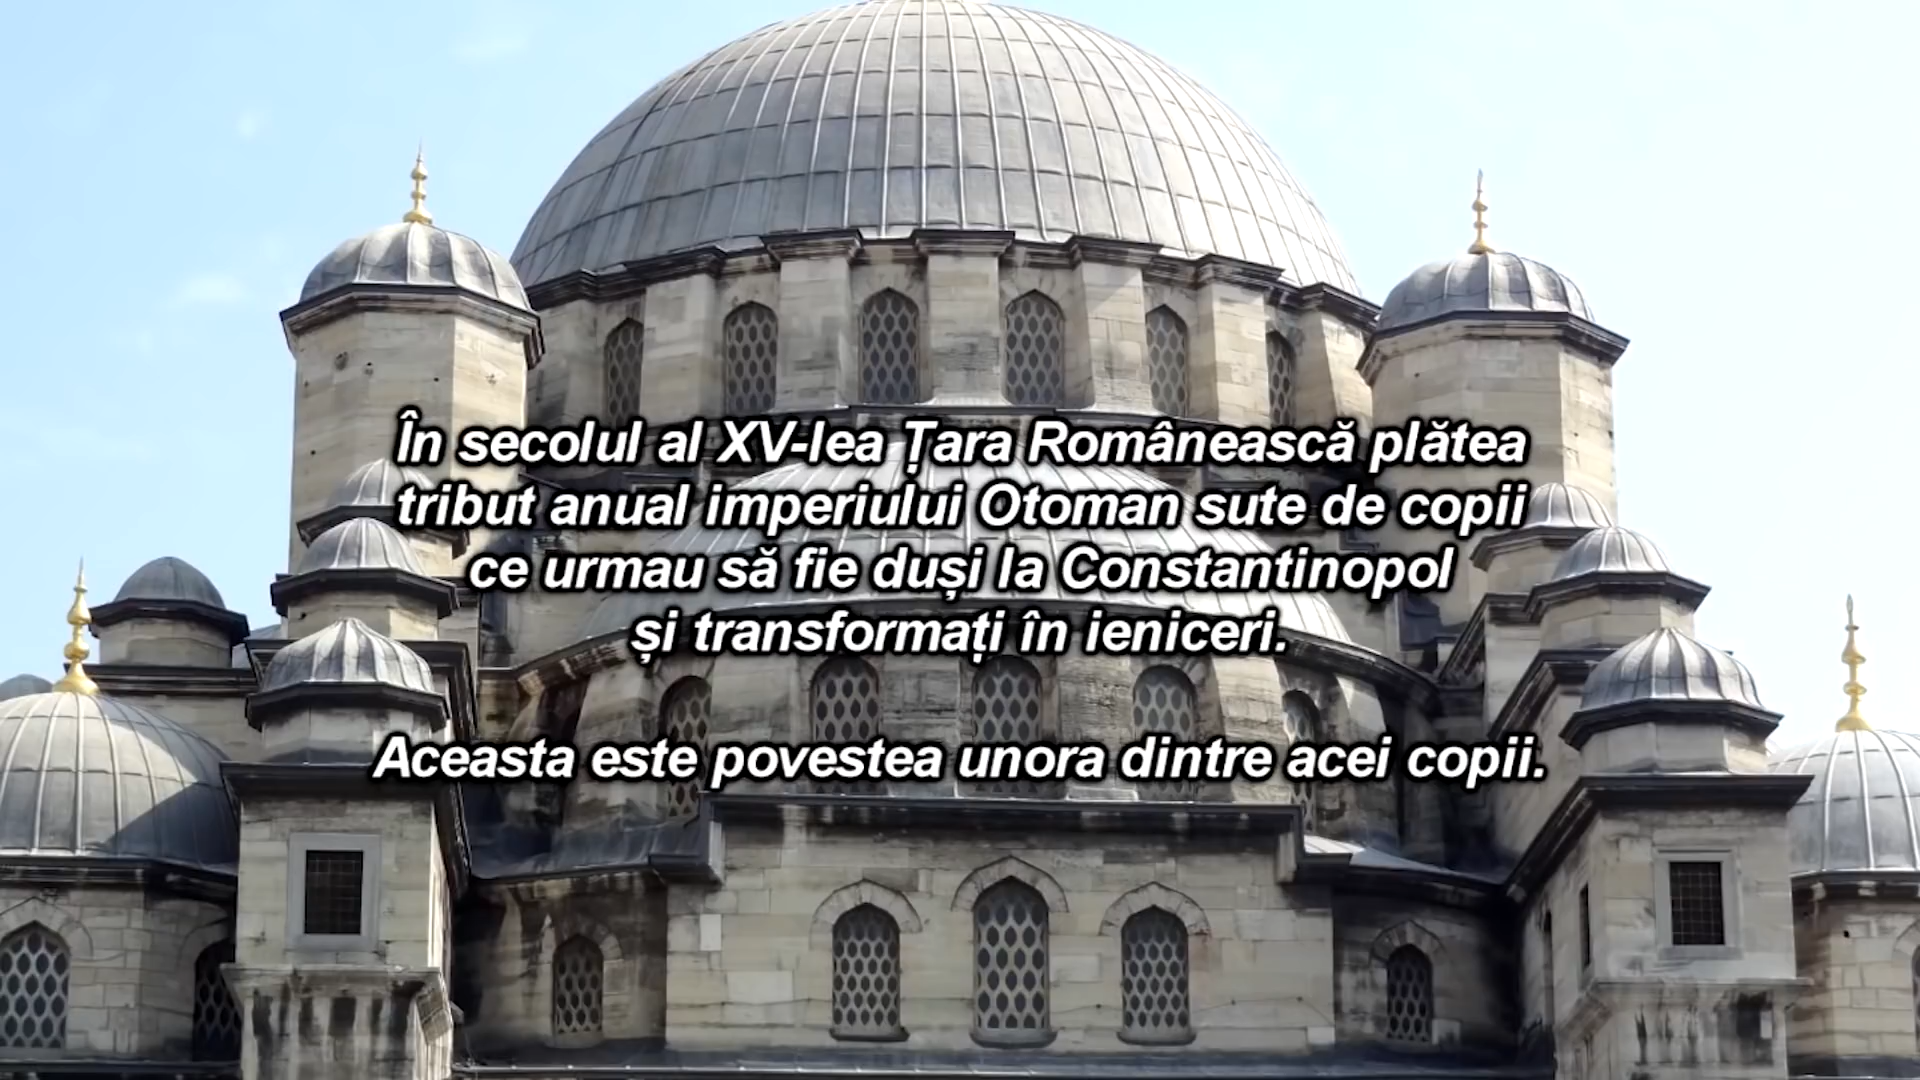 În secolul al XV-lea Țara Românească plătea
tribut anual imperiului Otoman sute de copii
ce urmau să fie duși la Constantinopol
și transformați în ieniceri.
Aceasta este povestea unora dintre acei copii.